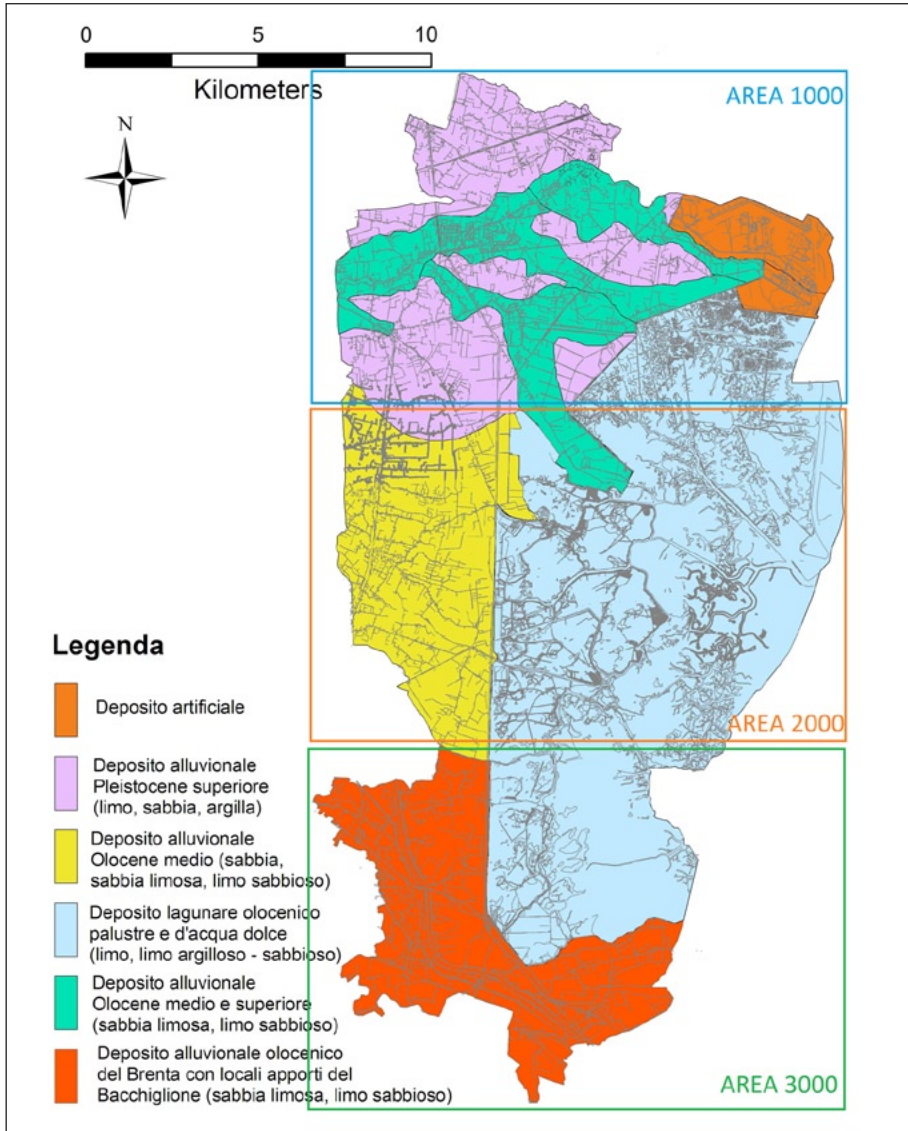 0 5 10
Kilometers
AREA 1000
N
AREA 2000
Legenda
Deposito artificiale
Deposito alluvionale
Pleistocene superiore
(limo, sabbia, argilla)
Deposito alluvionale
Olocene medio (sabbia,
sabbia limosa, limo sabbioso)
Deposito lagunare olocenico
palustre e d'acqua dolce
(limo, limo argilloso - sabbioso)
Deposito alluvionale
Olocene medio e superiore
(sabbia limosa, limo sabbioso)
Deposito alluvionale olocenico
del Brenta con locali apporti del
Bacchiglione (sabbia limosa, limo sabbioso)
AREA 3000